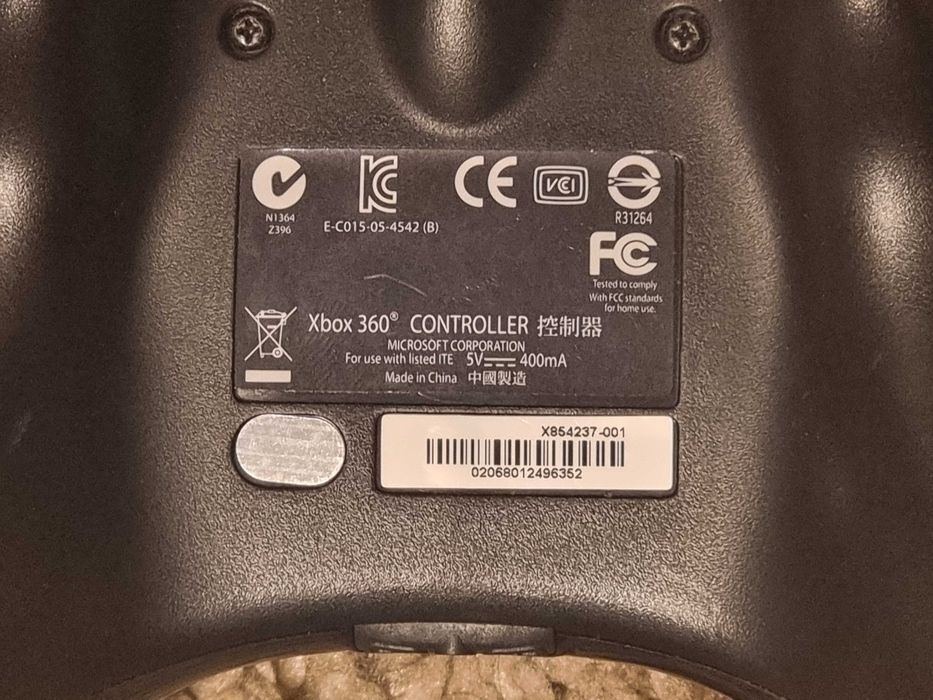 N1364
Z396
E-C015-05-4542 (B)
CE
VCI
R31264
FC
Tested to comply
With FCC standards
for home use.
Xbox 360® CONTROLLER 控制器
MICROSOFT CORPORATION
For use with listed ITE 5V⎓400mA
Made in China 中國製造
X854237-001
02068012496352